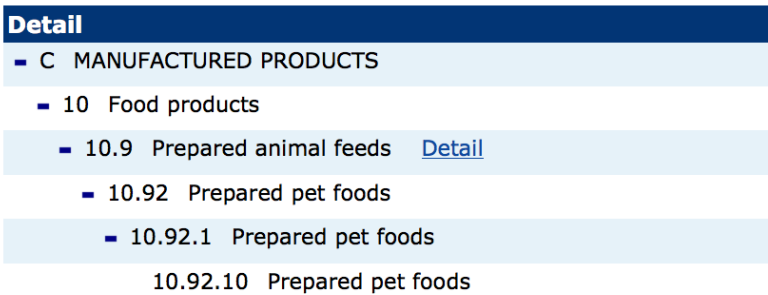 Detail
- C MANUFACTURED PRODUCTS
- 10 Food products
- 10.9 Prepared animal feeds Detail
- 10.92 Prepared pet foods
- 10.92.1 Prepared pet foods
10.92.10 Prepared pet foods